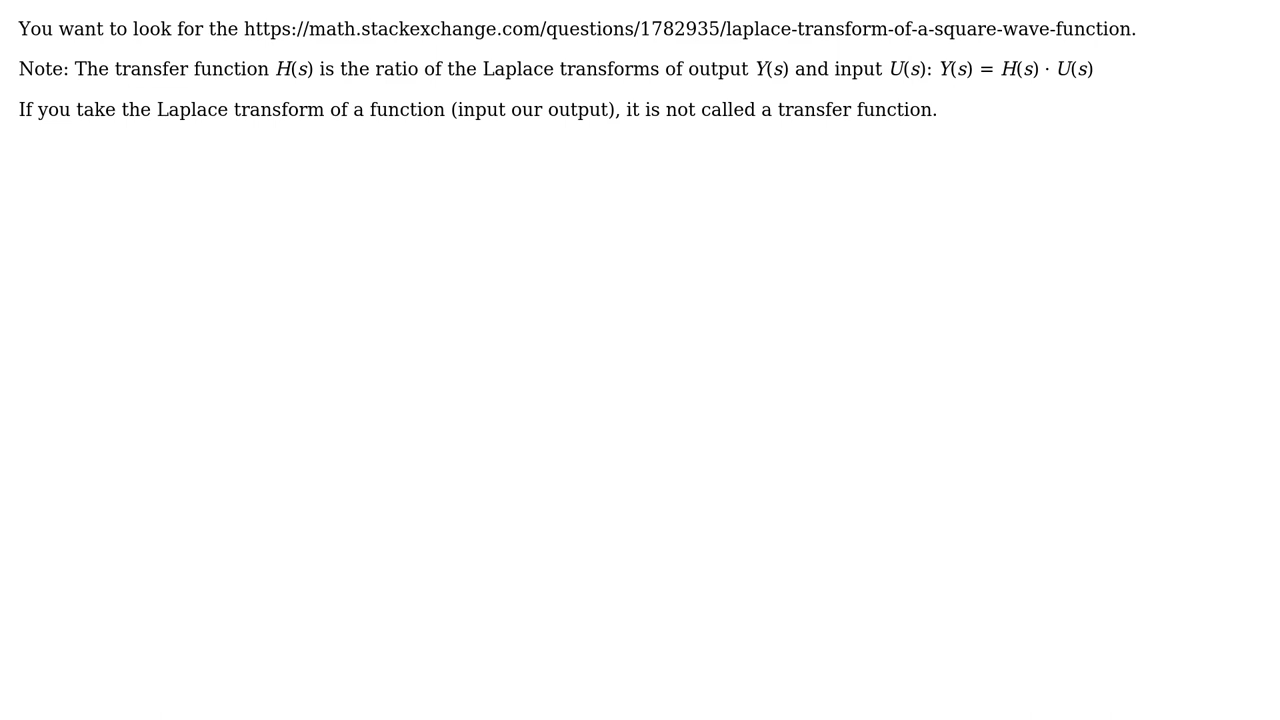 You want to look for the https://math.stackexchange.com/questions/1782935/laplace-transform-of-a-square-wave-function.
Note: The transfer function H(s) is the ratio of the Laplace transforms of output Y(s) and input U(s): Y(s) = H(s) · U(s)
If you take the Laplace transform of a function (input our output), it is not called a transfer function.